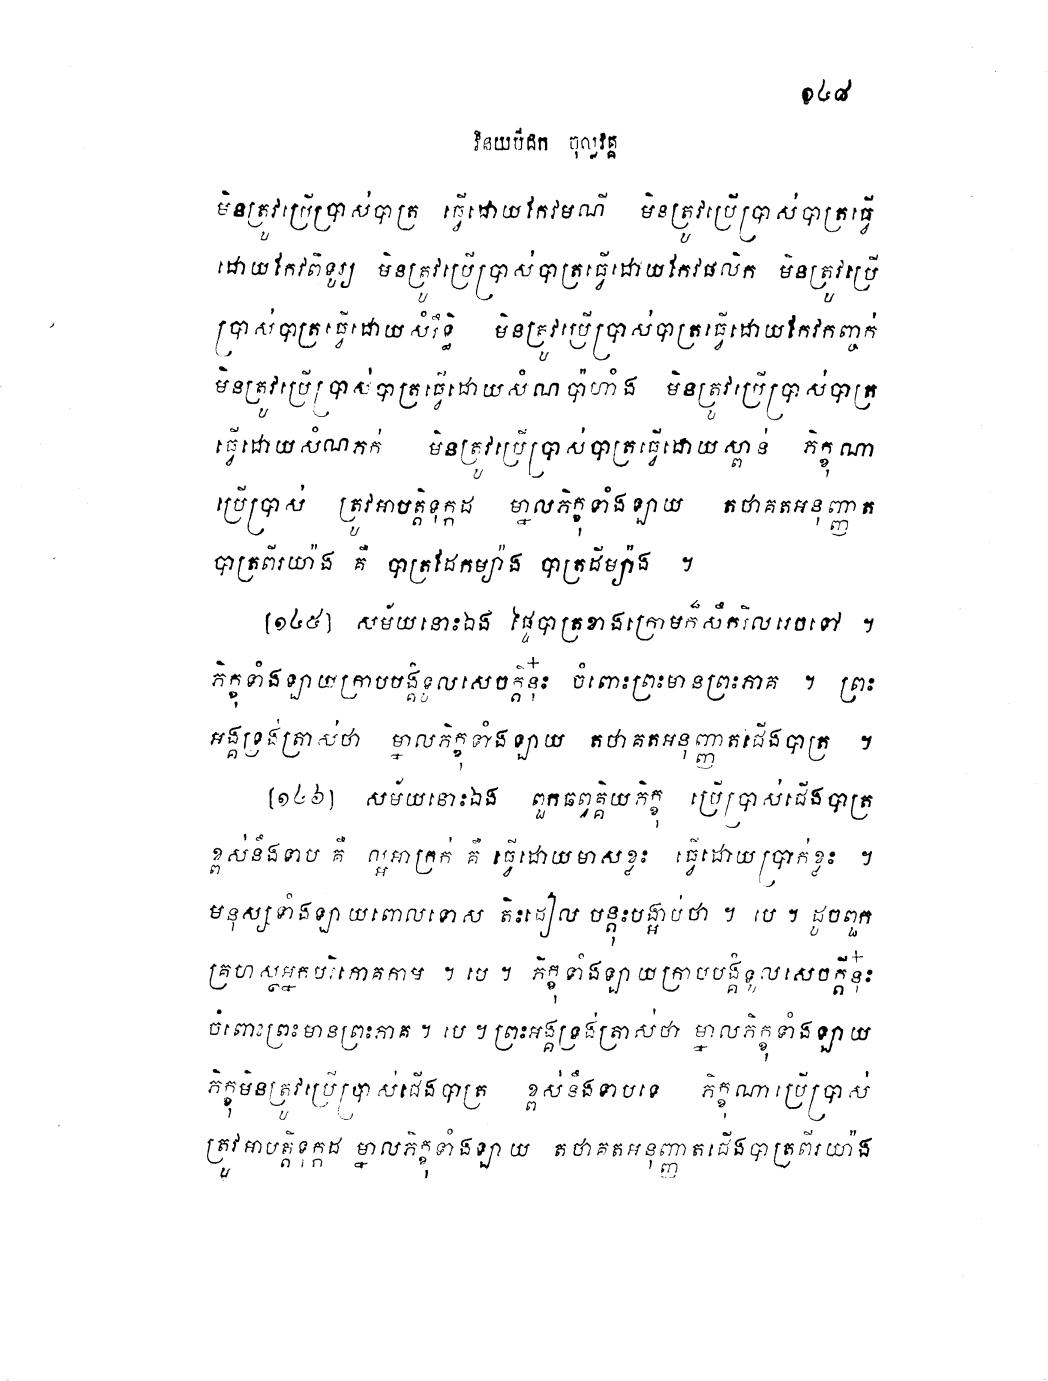 ១៤៨
វិនយបិដក ចុល្លវគ្គ
មិនត្រូវប្រើប្រាស់បាត្រ ធ្វើដោយកែវមណី មិនត្រូវប្រើប្រាស់បាត្រធ្វើ
ដោយកែវពិទូរ្យ មិនត្រូវប្រើប្រាស់បាត្រធ្វើដោយកែវផលិក មិនត្រូវប្រើ
ប្រាស់បាត្រធ្វើដោយសំរឹទ្ធិ មិនត្រូវប្រើប្រាស់បាត្រធ្វើដោយកែវកញ្ចក់
មិនត្រូវប្រើប្រាស់បាត្រធ្វើដោយសំណប៉ាហាំង មិនត្រូវប្រើប្រាស់បាត្រ
ធ្វើដោយសំណភក់ មិនត្រូវប្រើប្រាស់បាត្រធ្វើដោយស្ពាន់ ភិក្ខុណា
ប្រើប្រាស់ ត្រូវអាបត្តិទុក្កដ ម្នាលភិក្ខុទាំងឡាយ តថាគតអនុញ្ញាត
បាត្រពីរយ៉ាង គឺ បាត្រដែកម្យ៉ាង បាត្រដីម្យ៉ាង ។
[១៤៥] សម័យនោះឯង ផ្ទៃបាត្រខាងក្រោមក៏សឹករិលរេចទៅ ។
ភិក្ខុទាំងឡាយក្រាបបង្គំទូលសេចក្តីនុ៎ះ ចំពោះព្រះមានព្រះភាគ ។ ព្រះ
អង្គទ្រង់ត្រាស់ថា ម្នាលភិក្ខុទាំងឡាយ តថាគតអនុញ្ញាតជើងបាត្រ ។
[១៤៦] សម័យនោះឯង ពួកឆព្វគ្គិយភិក្ខុ ប្រើប្រាស់ជើងបាត្រ
ខ្ពស់នឹងទាប គឺ ល្អអាក្រក់ គឺ ធ្វើដោយមាសខ្លះ ធ្វើដោយប្រាក់ខ្លះ ។
មនុស្សទាំងឡាយពោលទោស តិះដៀល បន្តុះបង្អាប់ថា ។ បេ ។ ដូចពួក
គ្រហស្ថអ្នកបរិភោគកាម ។ បេ ។ ភិក្ខុទាំងឡាយក្រាបបង្គំទូលសេចក្តីនុ៎ះ
ចំពោះព្រះមានព្រះភាគ ។ បេ ។ ព្រះអង្គទ្រង់ត្រាស់ថា ម្នាលភិក្ខុទាំងឡាយ
ភិក្ខុមិនត្រូវប្រើប្រាស់ជើងបាត្រ ខ្ពស់នឹងទាបទេ ភិក្ខុណាប្រើប្រាស់
ត្រូវអាបត្តិទុក្កដ ម្នាលភិក្ខុទាំងឡាយ តថាគតអនុញ្ញាតជើងបាត្រពីរយ៉ាង